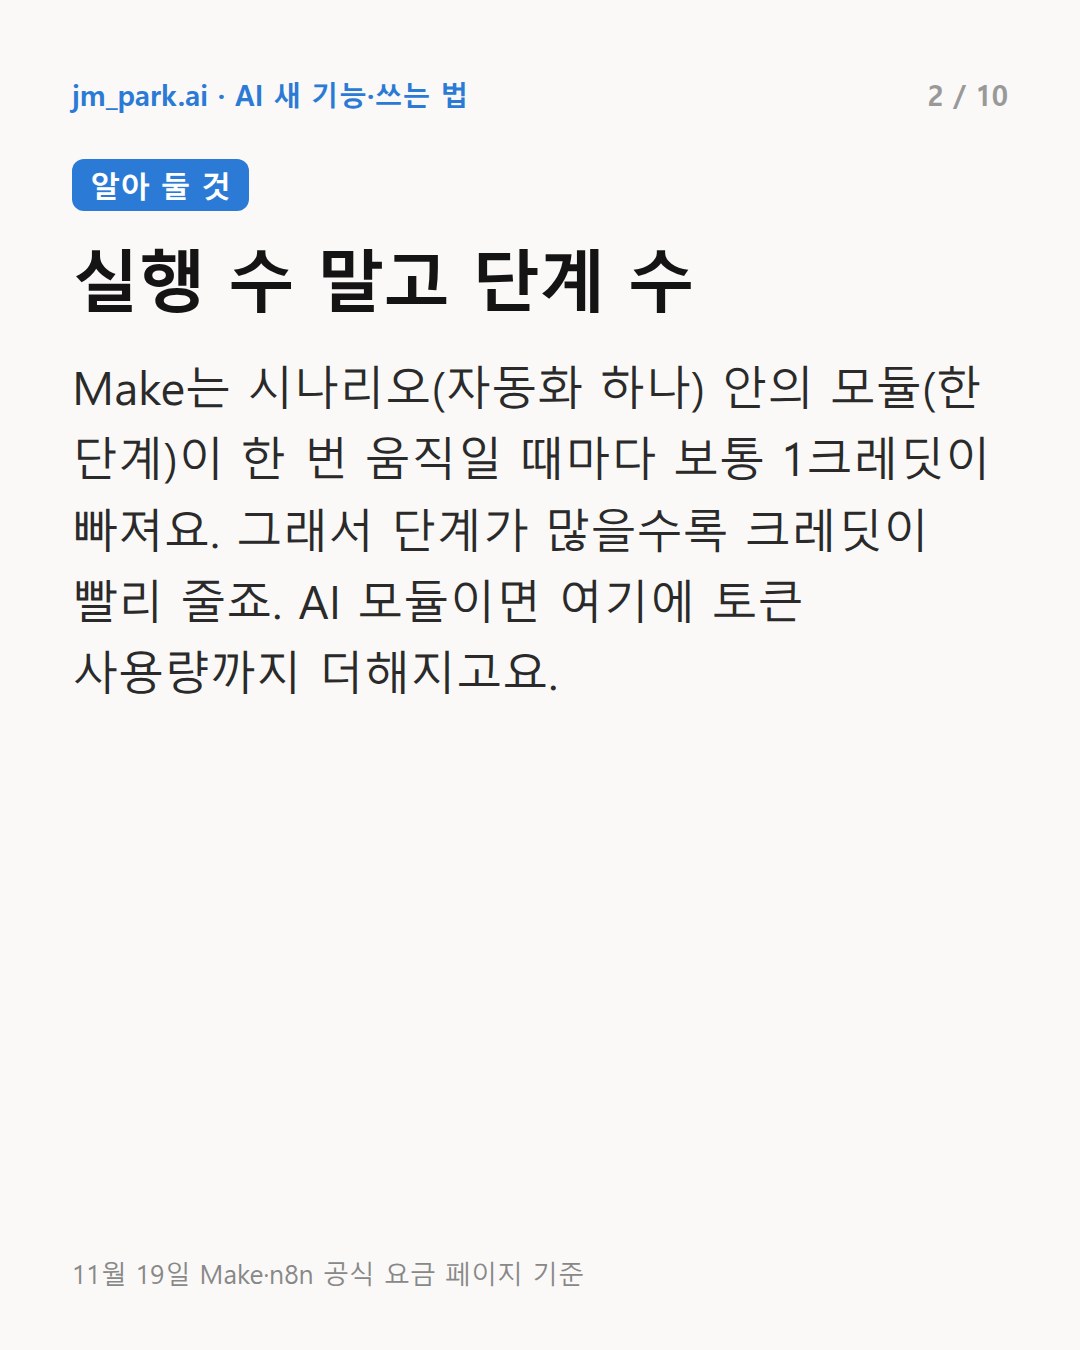 jm_park.ai · AI 새 기능·쓰는 법
2 / 10
알아 둘 것
실행 수 말고 단계 수
Make는 시나리오(자동화 하나) 안의 모듈(한
단계)이 한 번 움직일 때마다 보통 1크레딧이
빠져요. 그래서 단계가 많을수록 크레딧이
빨리 줄죠. AI 모듈이면 여기에 토큰
사용량까지 더해지고요.
11월 19일 Make·n8n 공식 요금 페이지 기준